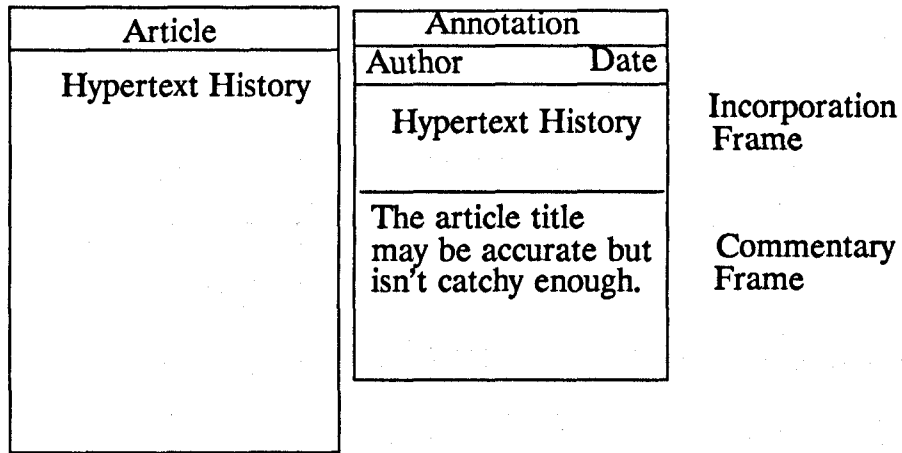 Article
Hypertext History
Annotation
Author Date
Hypertext History
The article title
may be accurate but
isn't catchy enough.
Incorporation
Frame
Commentary
Frame